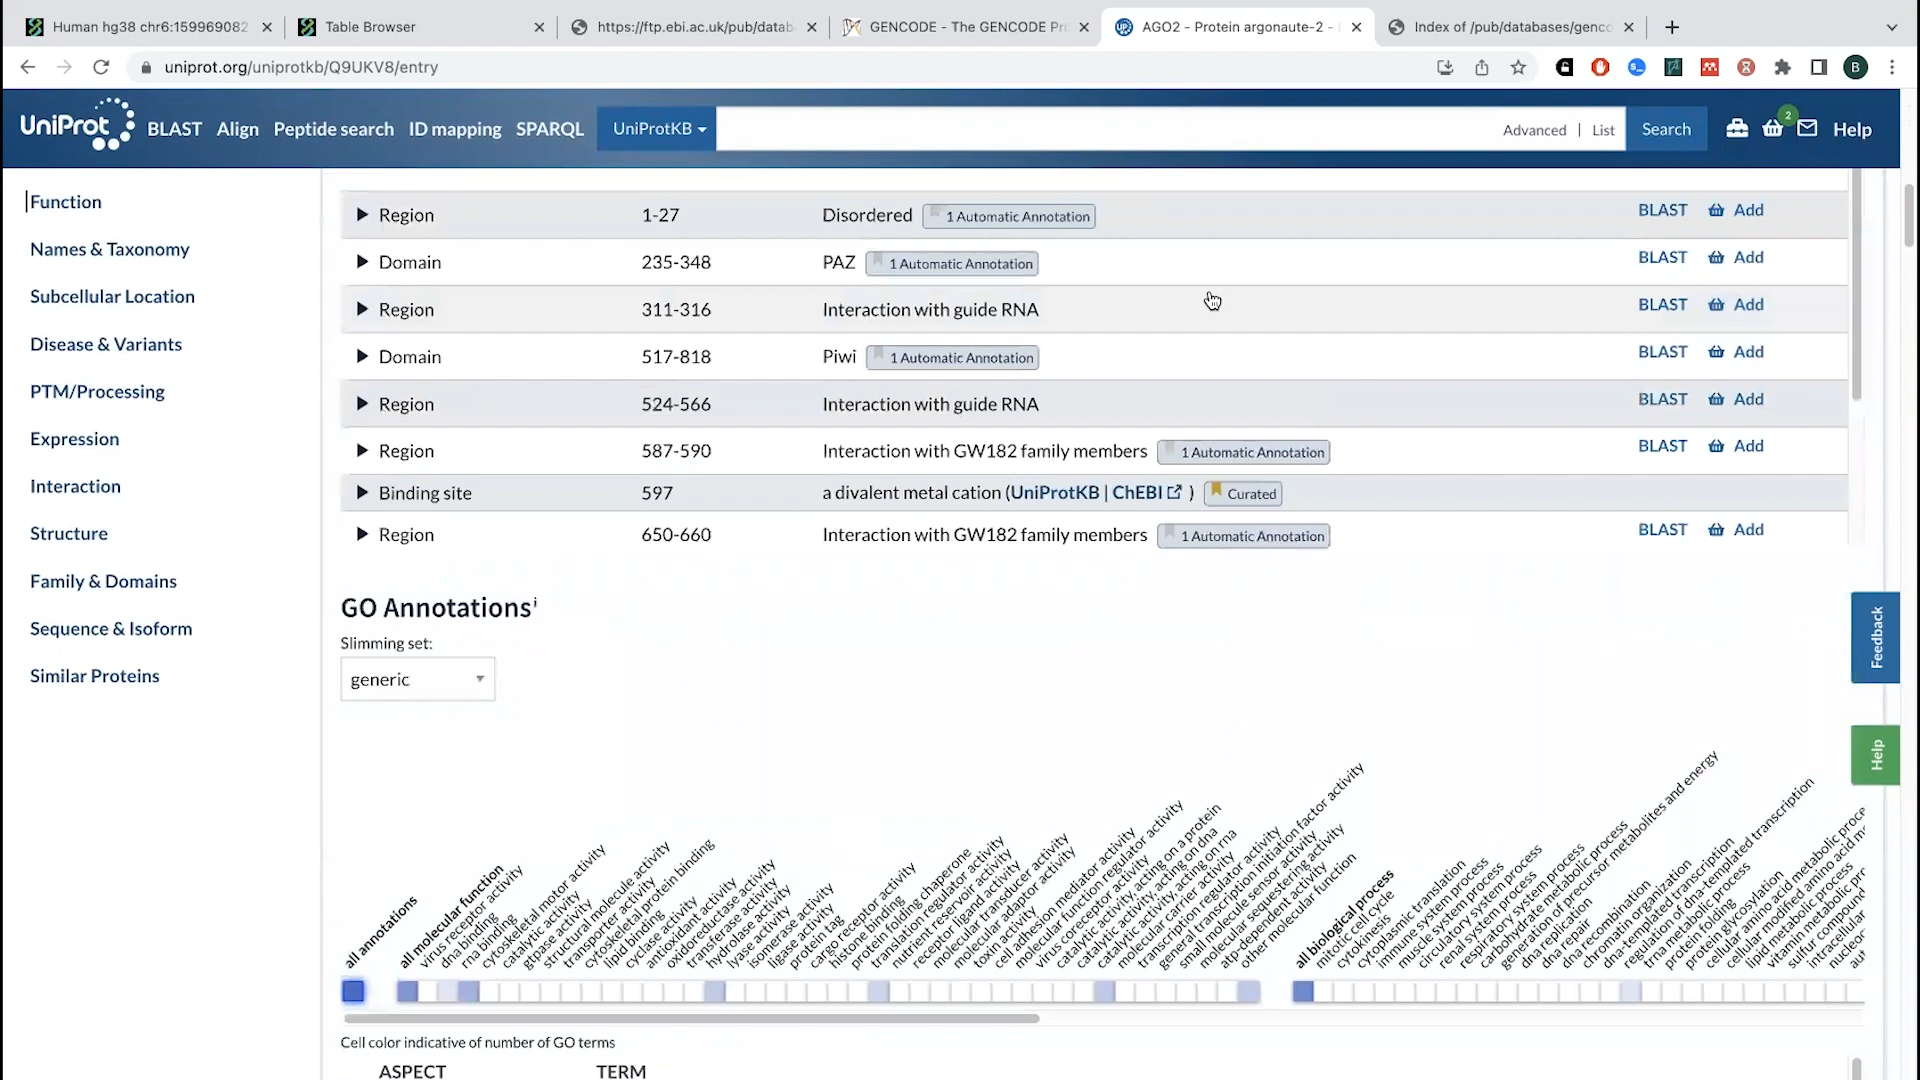 Human hg38 chr6:159969082
Table Browser
https://ftp.ebi.ac.uk/pub/datab
GENCODE - The GENCODE Pr
AGO2 - Protein argonaute-2 -
Index of /pub/databases/genco
uniprot.org/uniprotkb/Q9UKV8/entry
B
UniProt BLAST Align Peptide search ID mapping SPARQL UniProtKB Advanced | List Search 2 Help
Function
Names & Taxonomy
Subcellular Location
Disease & Variants
PTM/Processing
Expression
Interaction
Structure
Family & Domains
Sequence & Isoform
Similar Proteins
Region 1-27 Disordered 1 Automatic Annotation BLAST Add
Domain 235-348 PAZ 1 Automatic Annotation BLAST Add
Region 311-316 Interaction with guide RNA BLAST Add
Domain 517-818 Piwi 1 Automatic Annotation BLAST Add
Region 524-566 Interaction with guide RNA BLAST Add
Region 587-590 Interaction with GW182 family members 1 Automatic Annotation BLAST Add
Binding site 597 a divalent metal cation (UniProtKB | ChEBI ) Curated
Region 650-660 Interaction with GW182 family members 1 Automatic Annotation BLAST Add
GO Annotations i
Slimming set:
generic
all annotations
all molecular function
virus receptor activity
dna binding
rna binding
cytoskeletal motor activity
catalytic activity
gtpase activity
structural molecule activity
transporter activity
cytoskeletal protein binding
lipid binding
cyclase activity
antioxidant activity
oxidoreductase activity
transferase activity
hydrolase activity
lyase activity
isomerase activity
ligase activity
protein tag
cargo receptor activity
histone binding
protein folding chaperone
translation regulator activity
nutrient reservoir activity
receptor ligand activity
molecular transducer activity
molecular adaptor activity
toxin activity
cell adhesion mediator activity
molecular function regulator activity
virus coreceptor activity
catalytic activity, acting on a protein
catalytic activity, acting on dna
catalytic activity, acting on rna
molecular carrier activity
transcription regulator activity
general transcription initiation factor activity
small molecule sensor activity
molecular sequestering activity
atp-dependent activity
other molecular function
all biological process
mitotic cell cycle
cytokinesis
cytoplasmic translation
immune system process
muscle system process
circulatory system process
renal system process
respiratory system process
carbohydrate metabolic process
generation of precursor metabolites and energy
dna replication
dna repair
dna recombination
chromatin organization
dna-templated transcription
regulation of dna-templated transcription
trna metabolic process
protein folding
protein glycosylation
cellular amino acid metabolic proce
cellular modified amino acid m
lipid metabolic process
vitamin metabolic pro
sulfur compound
intracellular
nucleo
au
Cell color indicative of number of GO terms
ASPECT TERM
Feedback
Help